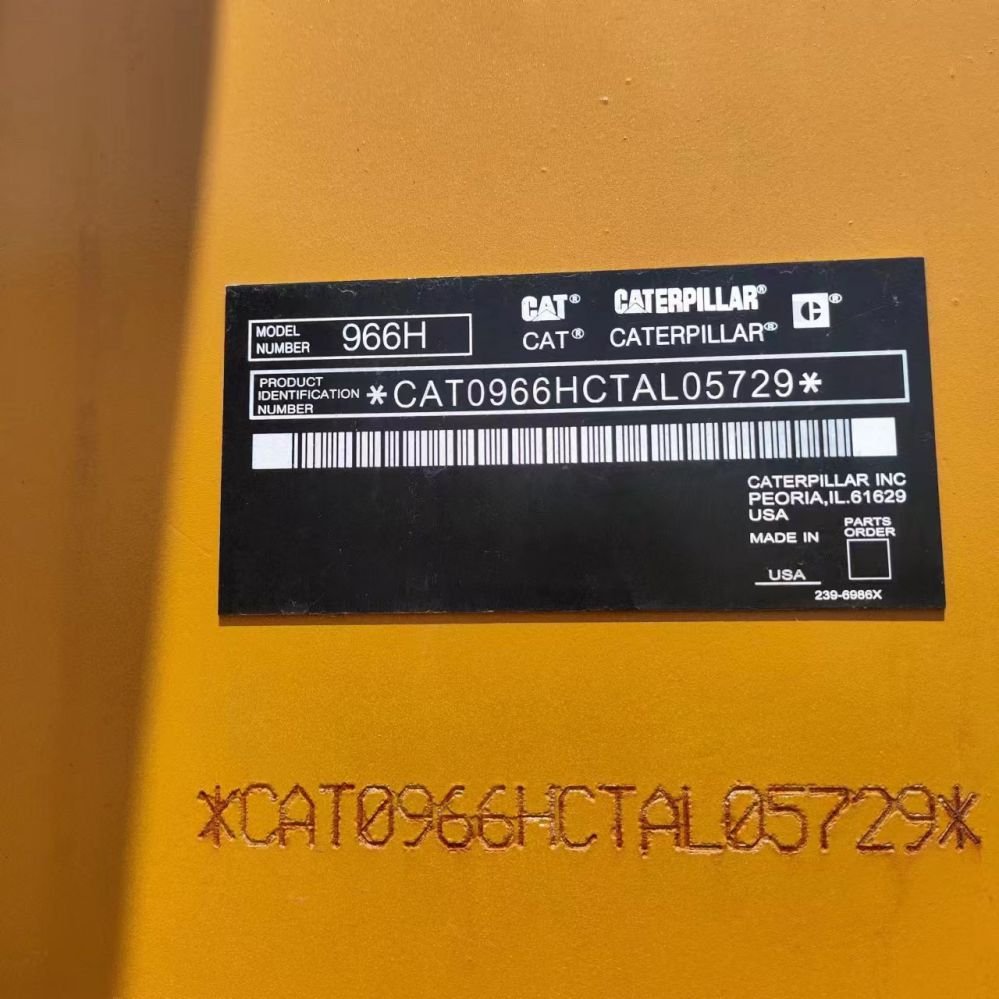 CAT® CATERPILLAR® C®
MODEL NUMBER 966H CAT® CATERPILLAR®
PRODUCT
IDENTIFICATION *CAT0966HCTAL05729*
NUMBER
CATERPILLAR INC
PEORIA,IL.61629
USA
MADE IN
USA
PARTS
ORDER
239-6986X
*CAT0966HCTAL05729*